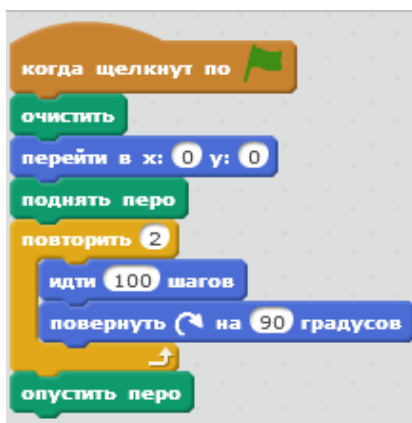 когда щелкнут по
очистить
перейти в x: 0 y: 0
поднять перо
повторить 2
идти 100 шагов
повернуть на 90 градусов
опустить перо